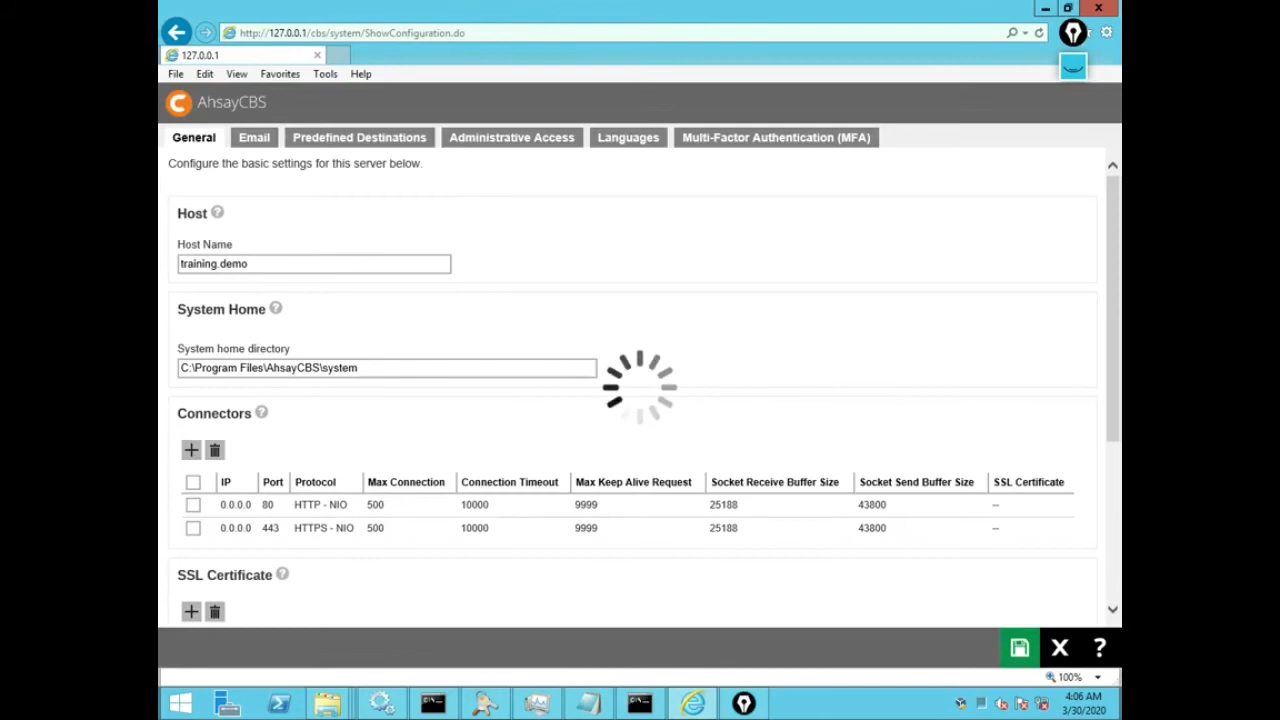 http://127.0.0.1/cbs/system/ShowConfiguration.do
127.0.0.1
File Edit View Favorites Tools Help
AhsayCBS
General Email Predefined Destinations Administrative Access Languages Multi-Factor Authentication (MFA)
Configure the basic settings for this server below.
Host
Host Name
training.demo
System Home
System home directory
C:\Program Files\AhsayCBS\system
Connectors
IP Port Protocol Max Connection Connection Timeout Max Keep Alive Request Socket Receive Buffer Size Socket Send Buffer Size SSL Certificate
0.0.0.0 80 HTTP - NIO 500 10000 9999 25188 43800 --
0.0.0.0 443 HTTPS - NIO 500 10000 9999 25188 43800 --
SSL Certificate
100%
4:06 AM
3/30/2020